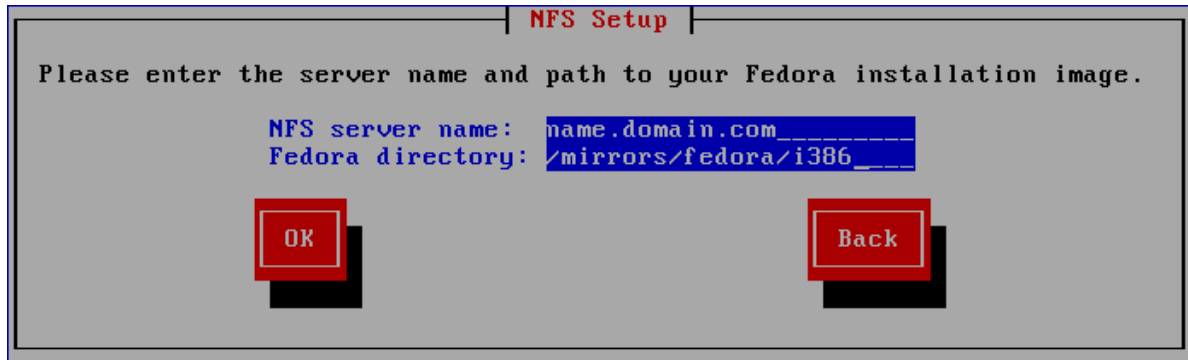 NFS Setup
Please enter the server name and path to your Fedora installation image.
NFS server name: name.domain.com__________
Fedora directory: /mirrors/fedora/i386____
OK Back